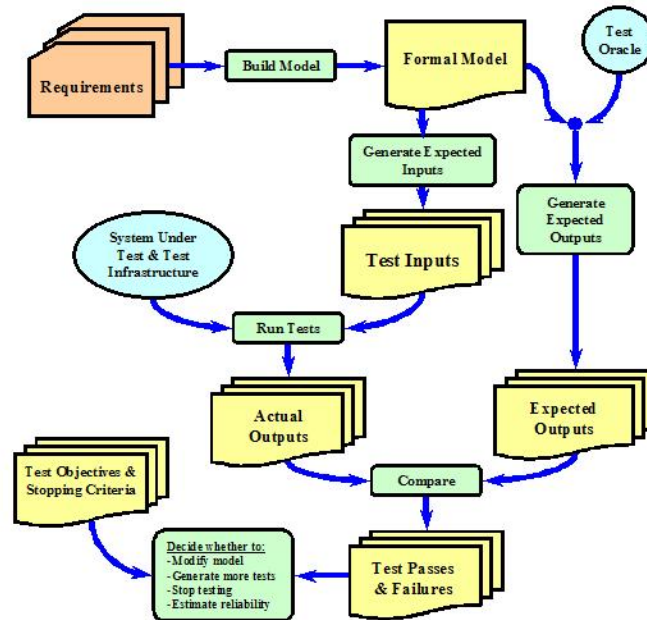 Test
Oracle
Requirements
Build Model
Formal Model
Generate Expected
Inputs
Generate
Expected
Outputs
System Under
Test & Test
Infrastructure
Test Inputs
Run Tests
Actual
Outputs
Expected
Outputs
Test Objectives &
Stopping Criteria
Compare
Decide whether to:
-Modify model
-Generate more tests
-Stop testing
-Estimate reliability
Test Passes
& Failures